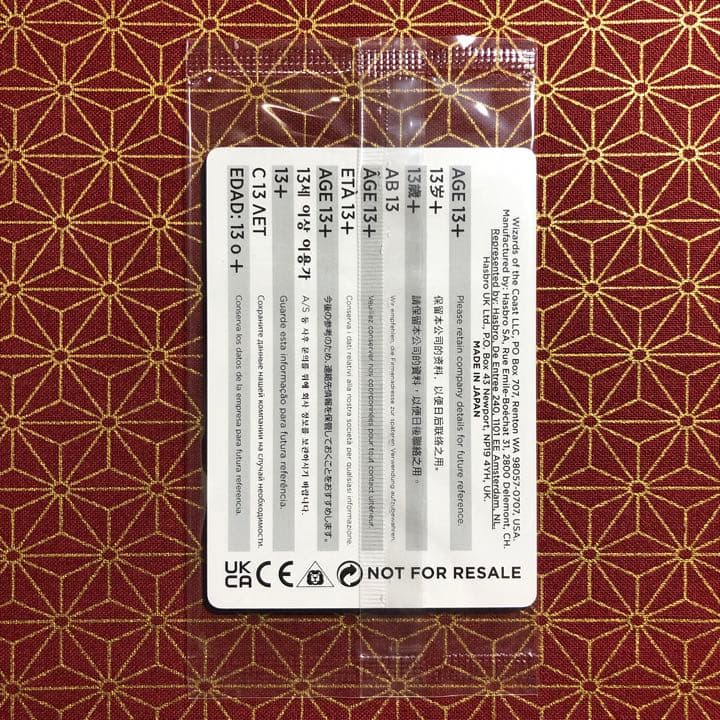 Wizards of the Coast LLC, PO Box 707, Renton WA 98057-0707, USA.
Manufactured by: Hasbro SA, Rue Emile-Boéchat 31, 2800 Delémont, CH.
Represented by: Hasbro, De Entree 240, 1101 EE Amsterdam, NL.
Hasbro UK Ltd., P.O. Box 43 Newport, NP19 4YH, UK.
MADE IN JAPAN
AGE 13+ Please retain company details for future reference.
13岁+ 保留本公司的资料，以便日后联络之用。
13歲+ 請保留本公司的資料，以便日後聯絡之用。
AB 13 Wir empfehlen, die Firmenadresse zur späteren Verwendung aufzubewahren.
ÂGE 13+ Veuillez conserver nos coordonnées pour tout contact ultérieur.
ETÀ 13+ Conserva i dati relativi alla nostra società per qualsiasi informazione.
AGE 13+ 今後の参考のため、連絡先情報を保管しておくことをおすすめします。
13세 이상 이용가 A/S 등 사후 문의를 위해 회사 정보를 보관하시기 바랍니다.
13+ Guarde esta informação para futura referência.
С 13 ЛЕТ Сохраните данные нашей компании на случай необходимости.
EDAD: 13 o + Conserva los datos de la empresa para futura referencia.
UK CA CE NOT FOR RESALE